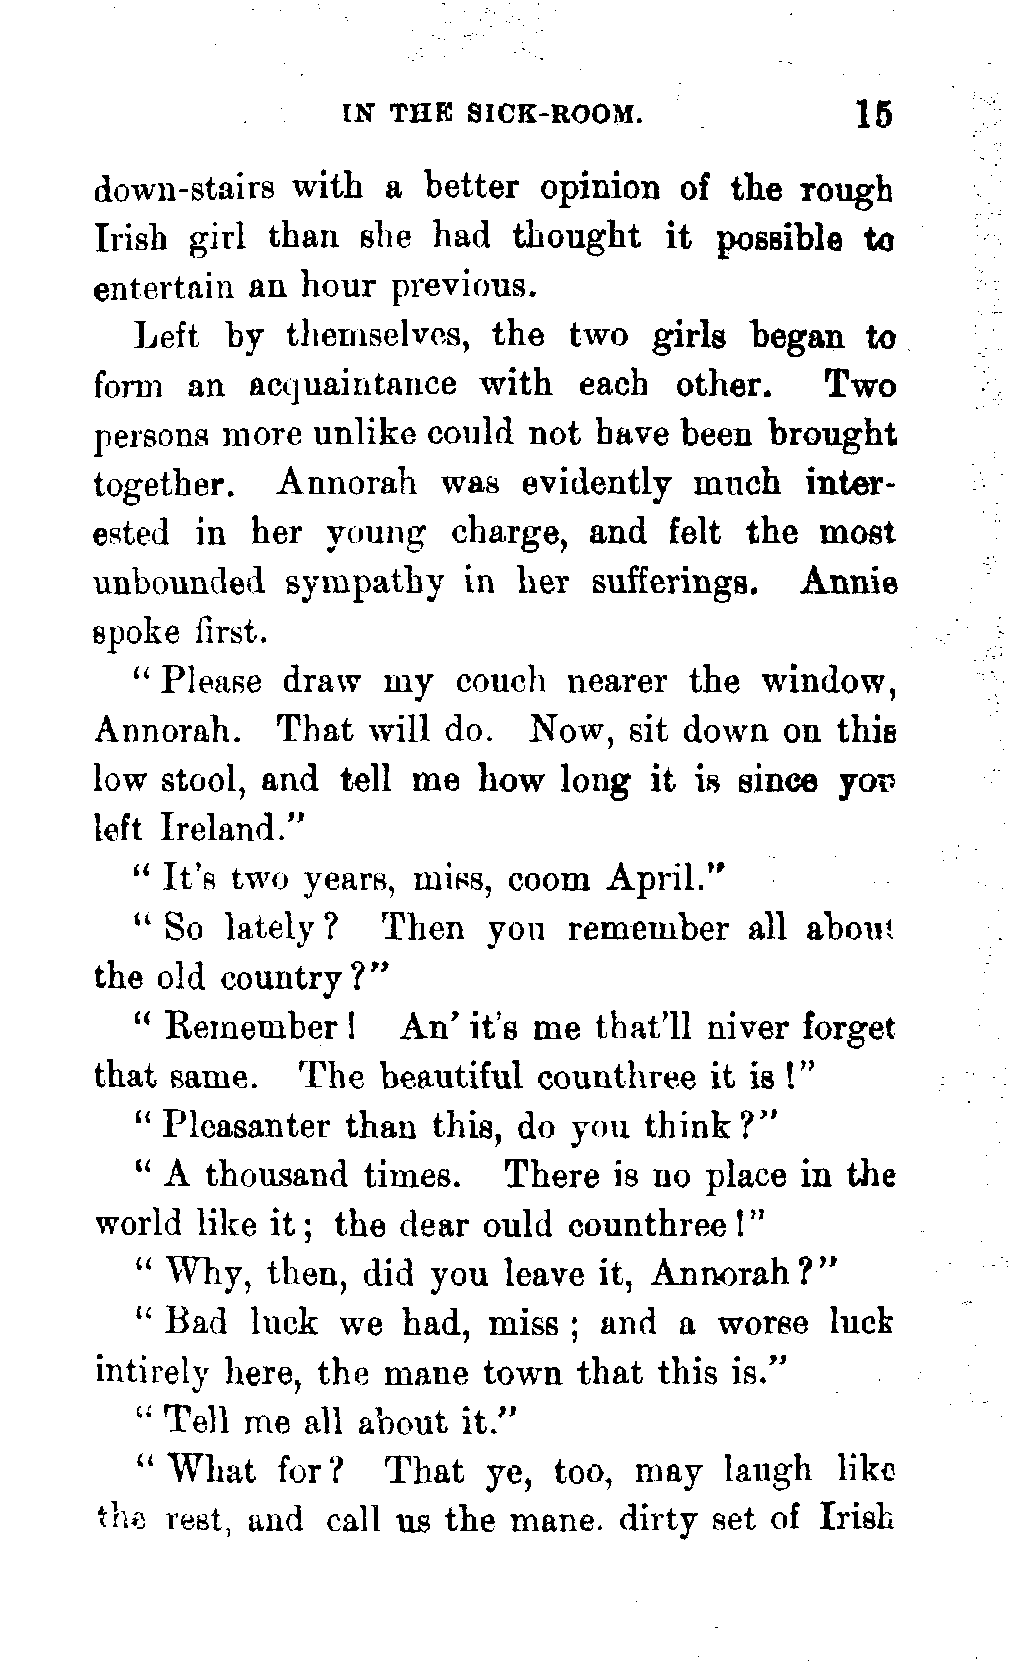 IN THE SICK-ROOM. 15
down-stairs with a better opinion of the rough
Irish girl than she had thought it possible to
entertain an hour previous.
Left by themselves, the two girls began to
form an acquaintance with each other. Two
persons more unlike could not have been brought
together. Annorah was evidently much inter-
ested in her young charge, and felt the most
unbounded sympathy in her sufferings. Annie
spoke first.
" Please draw my couch nearer the window,
Annorah. That will do. Now, sit down on this
low stool, and tell me how long it is since you
left Ireland."
" It's two years, miss, coom April."
" So lately? Then you remember all about
the old country?"
" Remember! An' it's me that'll niver forget
that same. The beautiful counthree it is!"
" Pleasanter than this, do you think?"
" A thousand times. There is no place in the
world like it; the dear ould counthree!"
" Why, then, did you leave it, Annorah?"
" Bad luck we had, miss; and a worse luck
intirely here, the mane town that this is."
" Tell me all about it."
" What for? That ye, too, may laugh like
the rest, and call us the mane. dirty set of Irish